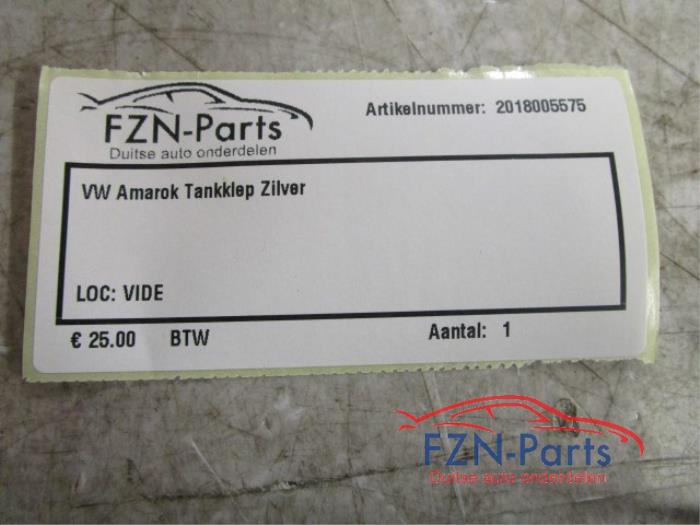 FZN-Parts
Duitse auto onderdelen
Artikelnummer: 2018005575
VW Amarok Tankklep Zilver
LOC: VIDE
€ 25.00 BTW Aantal: 1
FZN-Parts
Duitse auto onderdelen